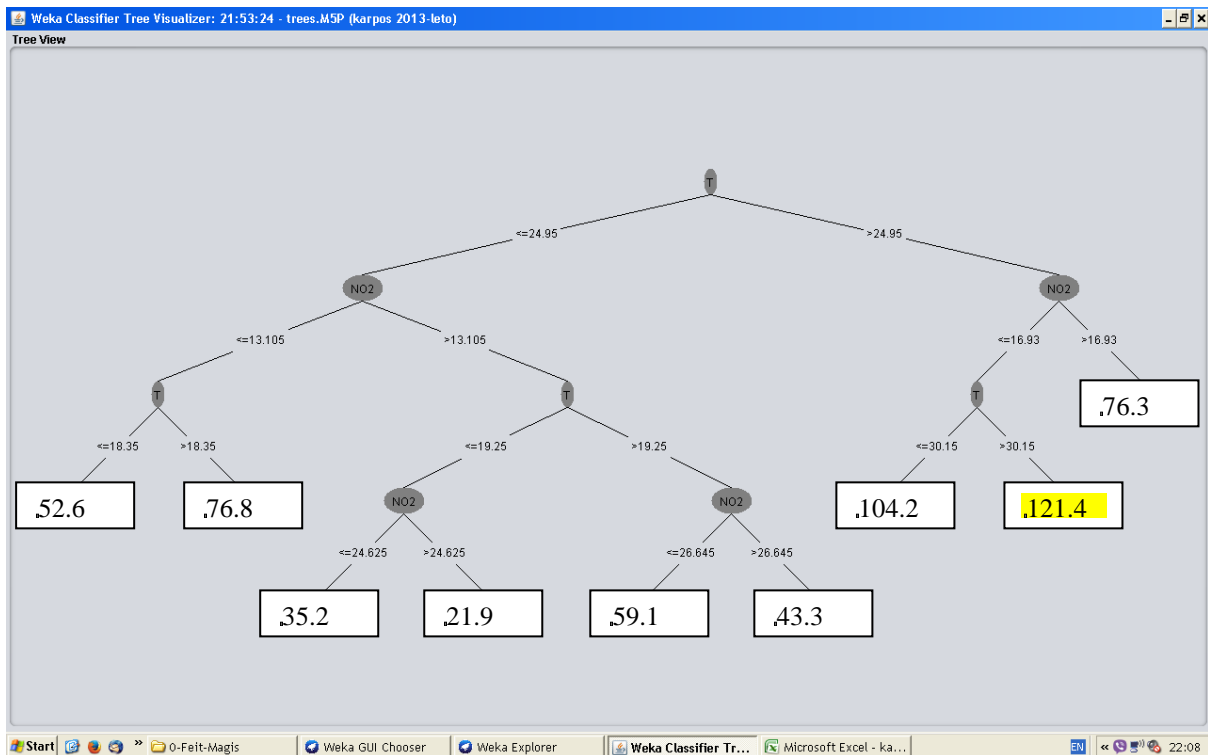 Weka Classifier Tree Visualizer: 21:53:24 - trees.M5P (karpos 2013-leto)
Tree View
T
<=24.95 >24.95
NO2 NO2
<=13.105 >13.105 <=16.93 >16.93
T T T .76.3
<=18.35 >18.35 <=19.25 >19.25 <=30.15 >30.15
.52.6 .76.8 NO2 NO2 .104.2 .121.4
<=24.625 >24.625 <=26.645 >26.645
.35.2 .21.9 .59.1 .43.3
Start » 0-Feit-Magis Weka GUI Chooser Weka Explorer Weka Classifier Tr... Microsoft Excel - ka... EN « 22:08